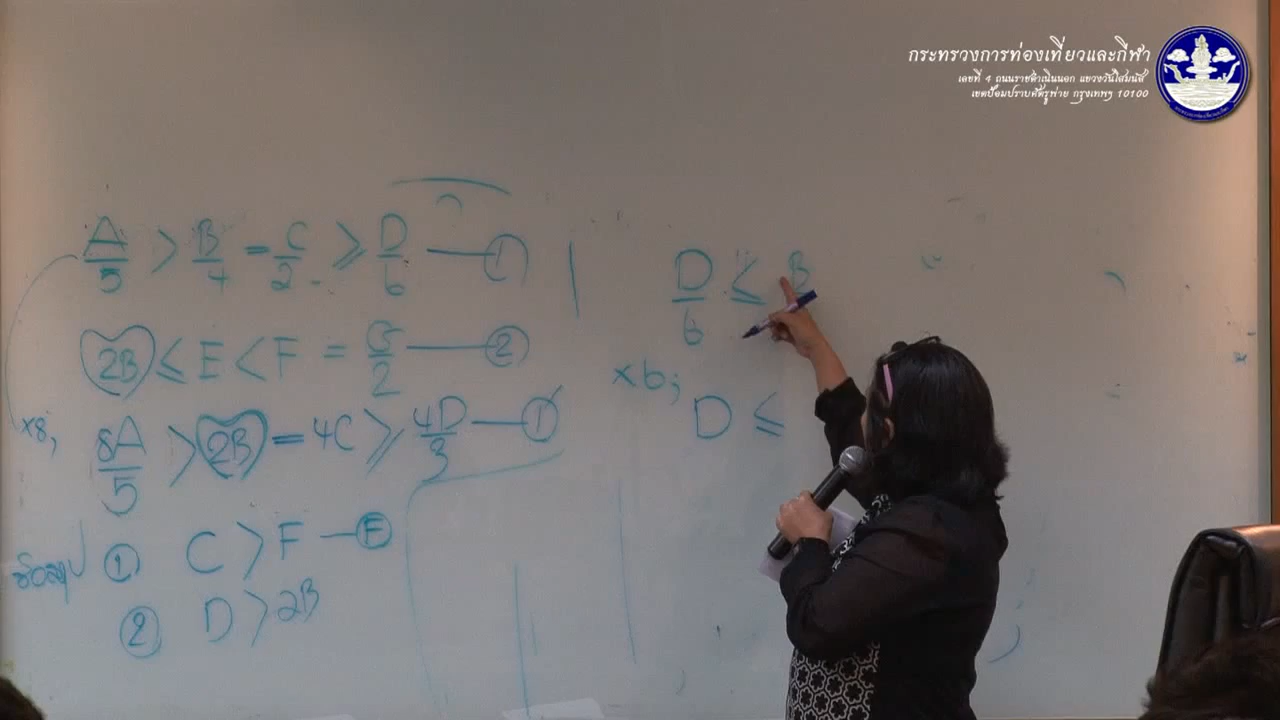 กระทรวงการท่องเที่ยวและกีฬา
เลขที่ 4 ถนนราชดำเนินนอก แขวงวัดโสมนัส
เขตป้อมปราบศัตรูพ่าย กรุงเทพฯ 10100
A/5 > B/4 = C/2 ≥ D/6 — ①
2B ≤ E < F = G/2 — ②
×8; 8A/5 > 2B = 4C ≥ 4D/3 — ①
ข้อสรุป ① C > F — Ⓕ
② D > 2B
D/6 ≤ B
×6; D ≤